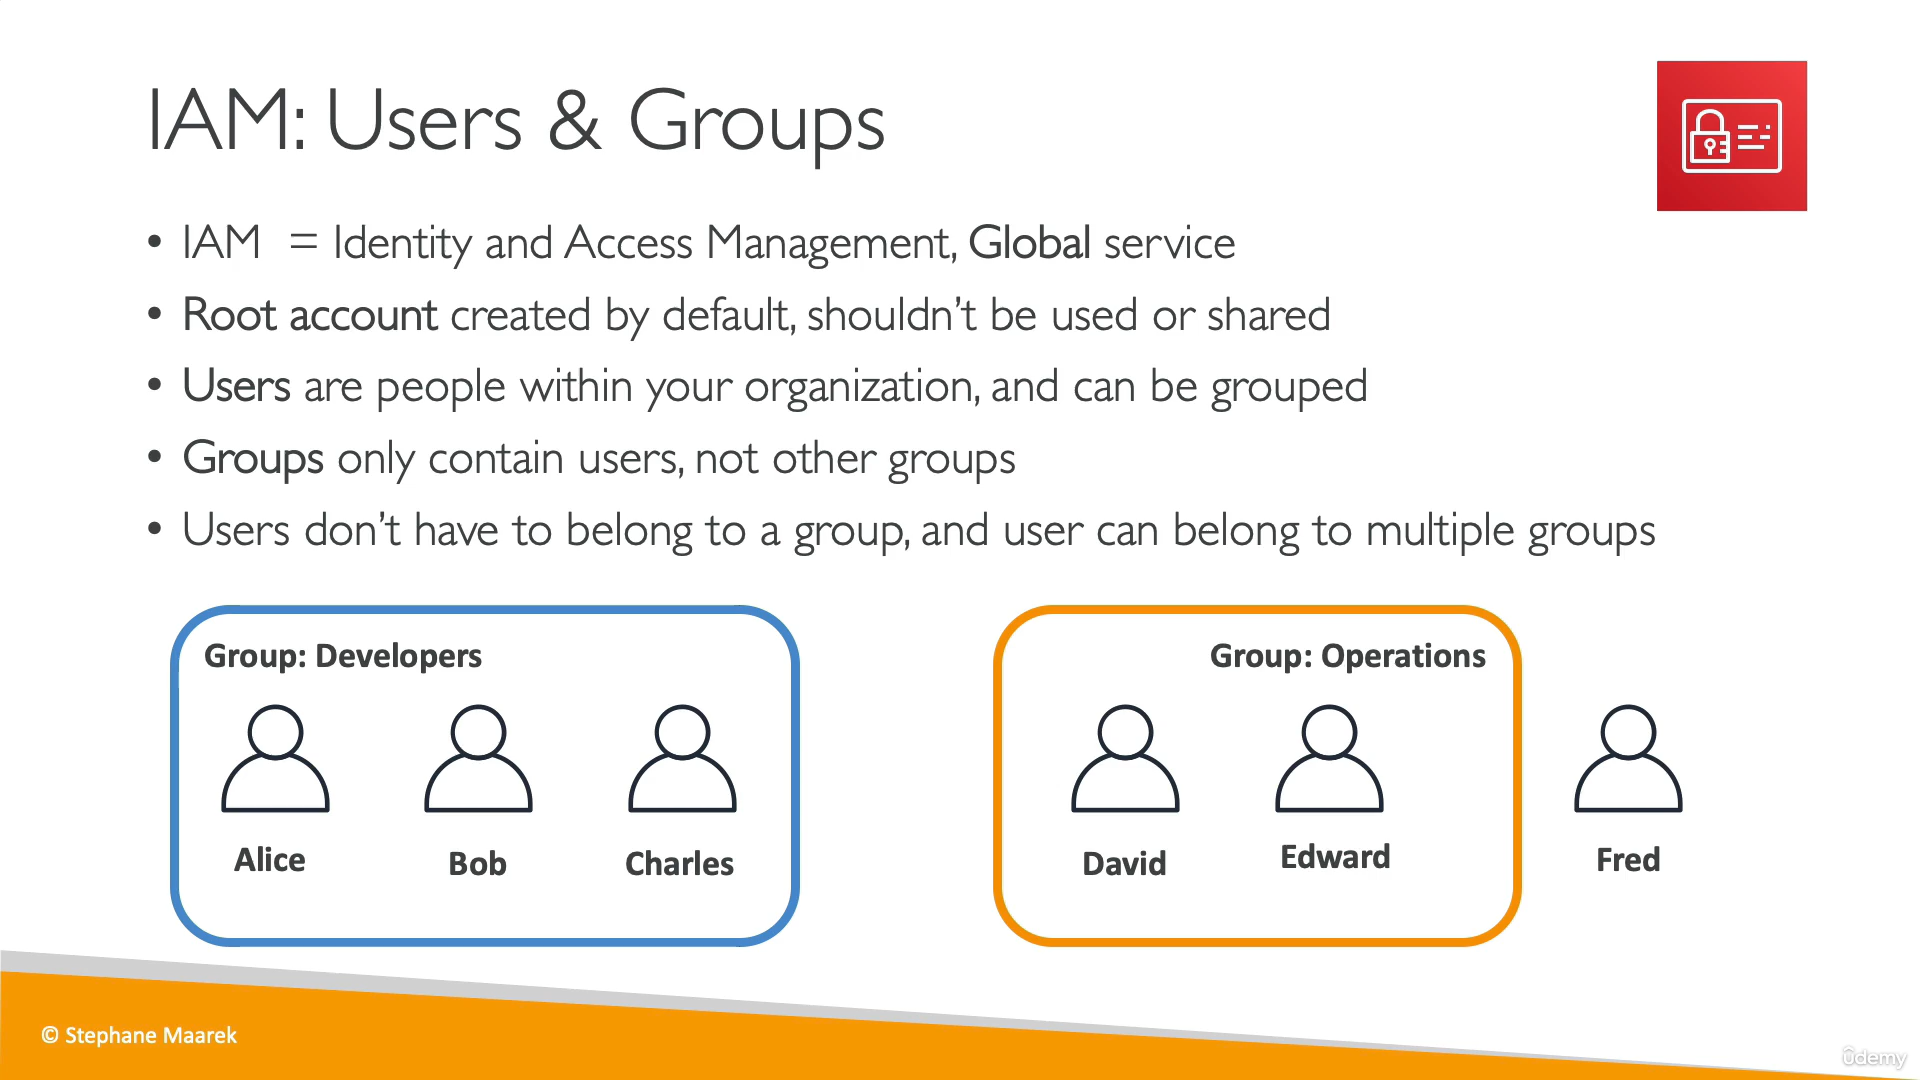 IAM: Users & Groups
• IAM = Identity and Access Management, Global service
• Root account created by default, shouldn't be used or shared
• Users are people within your organization, and can be grouped
• Groups only contain users, not other groups
• Users don't have to belong to a group, and user can belong to multiple groups
Group: Developers
Alice
Bob
Charles
Group: Operations
David
Edward
Fred
© Stephane Maarek
ûdemy